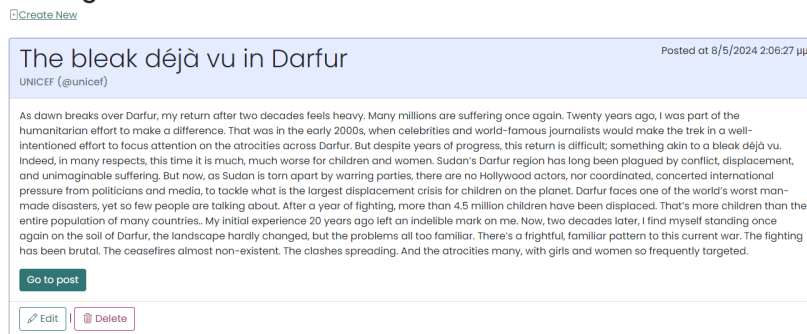 Create New
The bleak déjà vu in Darfur
Posted at 8/5/2024 2:06:27 μμ
UNICEF (@unicef)
As dawn breaks over Darfur, my return after two decades feels heavy. Many millions are suffering once again. Twenty years ago, I was part of the
humanitarian effort to make a difference. That was in the early 2000s, when celebrities and world-famous journalists would make the trek in a well-
intentioned effort to focus attention on the atrocities across Darfur. But despite years of progress, this return is difficult; something akin to a bleak déjà vu.
Indeed, in many respects, this time it is much, much worse for children and women. Sudan's Darfur region has long been plagued by conflict, displacement,
and unimaginable suffering. But now, as Sudan is torn apart by warring parties, there are no Hollywood actors, nor coordinated, concerted international
pressure from politicians and media, to tackle what is the largest displacement crisis for children on the planet. Darfur faces one of the world's worst man-
made disasters, yet so few people are talking about. After a year of fighting, more than 4.5 million children have been displaced. That's more children than the
entire population of many countries.. My initial experience 20 years ago left an indelible mark on me. Now, two decades later, I find myself standing once
again on the soil of Darfur, the landscape hardly changed, but the problems all too familiar. There's a frightful, familiar pattern to this current war. The fighting
has been brutal. The ceasefires almost non-existent. The clashes spreading. And the atrocities many, with girls and women so frequently targeted.
Go to post
Edit | Delete